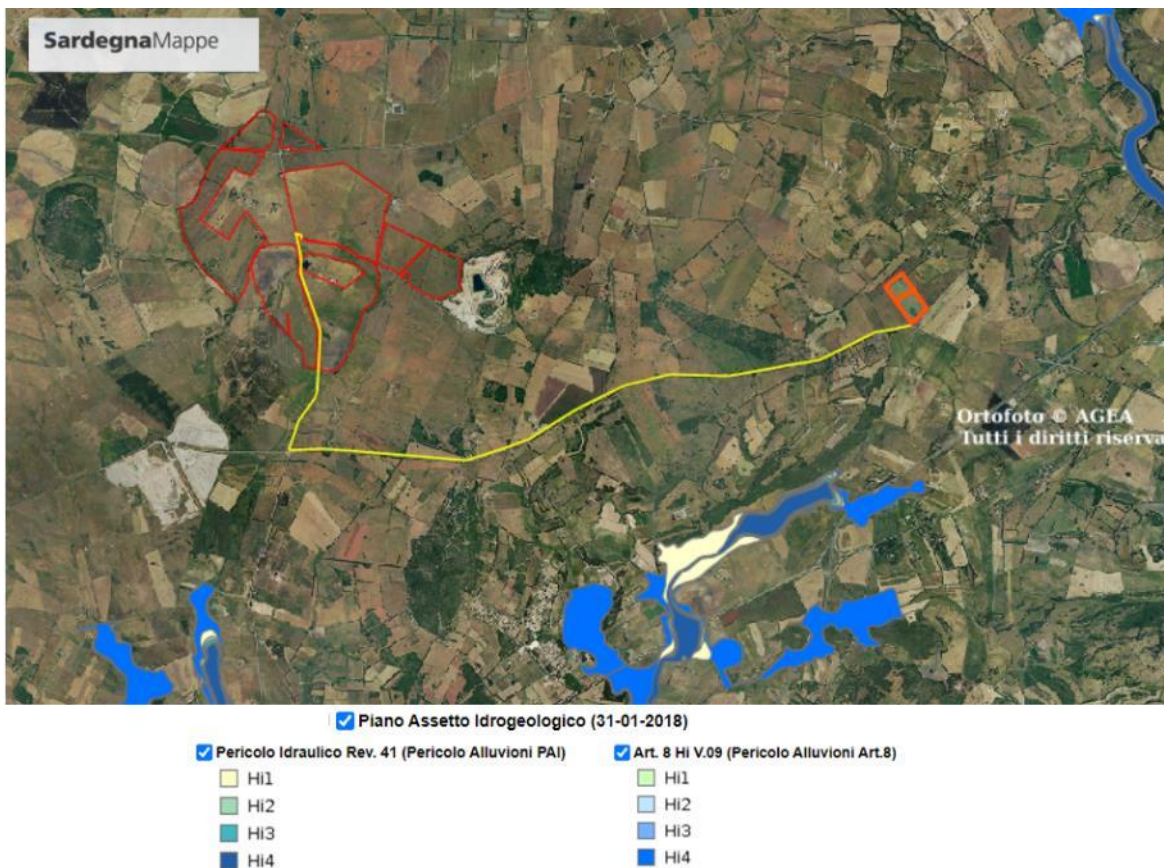 SardegnaMappe
Ortofoto © AGEA
Tutti i diritti riserva
Piano Assetto Idrogeologico (31-01-2018)
Pericolo Idraulico Rev. 41 (Pericolo Alluvioni PAI)
Hi1
Hi2
Hi3
Hi4
Art. 8 Hi V.09 (Pericolo Alluvioni Art.8)
Hi1
Hi2
Hi3
Hi4